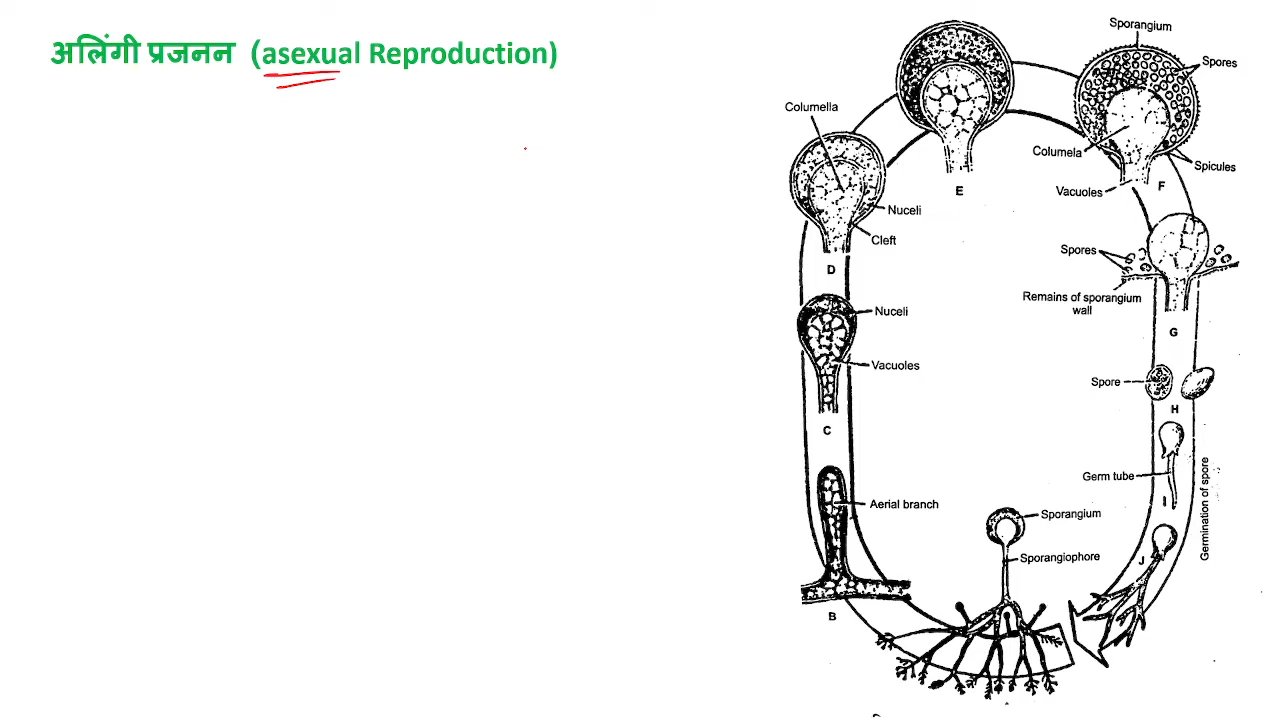 अलिंगी प्रजनन (asexual Reproduction)
Sporangium
Spores
Columella
Columela
Spicules
Vacuoles
F
E
Nuceli
Cleft
D
Spores
Remains of sporangium
wall
G
Nuceli
Vacuoles
C
Spore
H
Germ tube
I
Germination of spore
Aerial branch
Sporangium
Sporangiophore
J
B